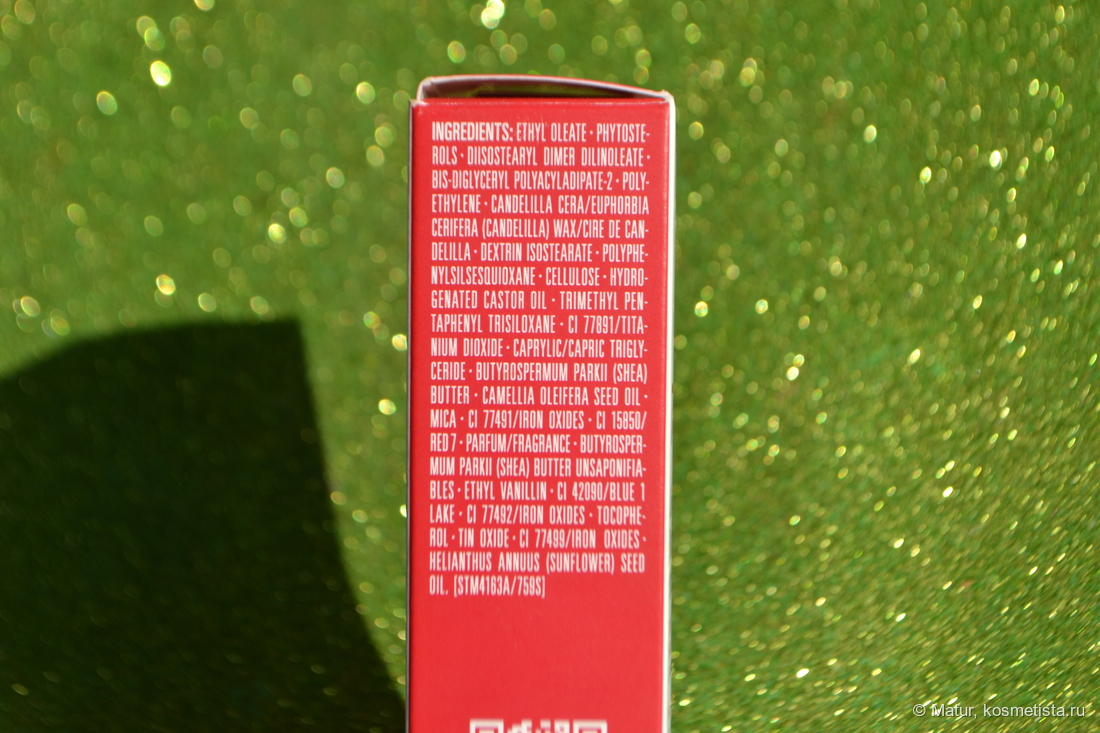 INGREDIENTS: ETHYL OLEATE · PHYTOSTE-
ROLS · DIISOSTEARYL DIMER DILINOLEATE ·
BIS-DIGLYCERYL POLYACYLADIPATE-2 · POLY-
ETHYLENE · CANDELILLA CERA/EUPHORBIA
CERIFERA (CANDELILLA) WAX/CIRE DE CAN-
DELILLA · DEXTRIN ISOSTEARATE · POLYPHE-
NYLSILSESQUIOXANE · CELLULOSE · HYDRO-
GENATED CASTOR OIL · TRIMETHYL PEN-
TAPHENYL TRISILOXANE · CI 77891/TITA-
NIUM DIOXIDE · CAPRYLIC/CAPRIC TRIGLY-
CERIDE · BUTYROSPERMUM PARKII (SHEA)
BUTTER · CAMELLIA OLEIFERA SEED OIL ·
MICA · CI 77491/IRON OXIDES · CI 15850/
RED 7 · PARFUM/FRAGRANCE · BUTYROSPER-
MUM PARKII (SHEA) BUTTER UNSAPONIFIA-
BLES · ETHYL VANILLIN · CI 42090/BLUE 1
LAKE · CI 77492/IRON OXIDES · TOCOPHE-
ROL · TIN OXIDE · CI 77499/IRON OXIDES ·
HELIANTHUS ANNUUS (SUNFLOWER) SEED
OIL. [STM4163A/759S]
© Matur, kosmetista.ru